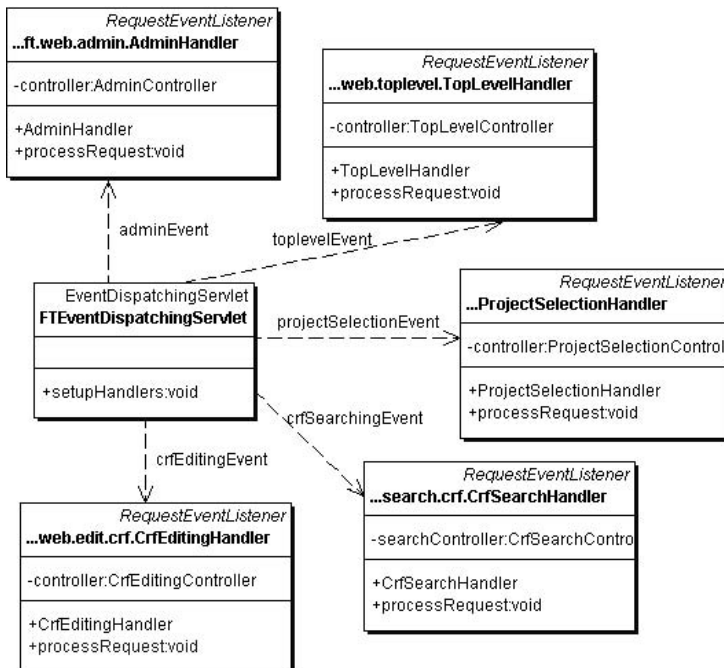 RequestEventListener
...ft.web.admin.AdminHandler
-controller:AdminController
+AdminHandler
+processRequest:void
RequestEventListener
...web.toplevel.TopLevelHandler
-controller:TopLevelController
+TopLevelHandler
+processRequest:void
adminEvent
toplevelEvent
EventDispatchingServlet
FTEventDispatchingServlet
+setupHandlers:void
projectSelectionEvent
RequestEventListener
...ProjectSelectionHandler
-controller:ProjectSelectionControl
+ProjectSelectionHandler
+processRequest:void
crfSearchingEvent
crfEditingEvent
RequestEventListener
...search.crf.CrfSearchHandler
-searchController:CrfSearchContro
+CrfSearchHandler
+processRequest:void
RequestEventListener
...web.edit.crf.CrfEditingHandler
-controller:CrfEditingController
+CrfEditingHandler
+processRequest:void